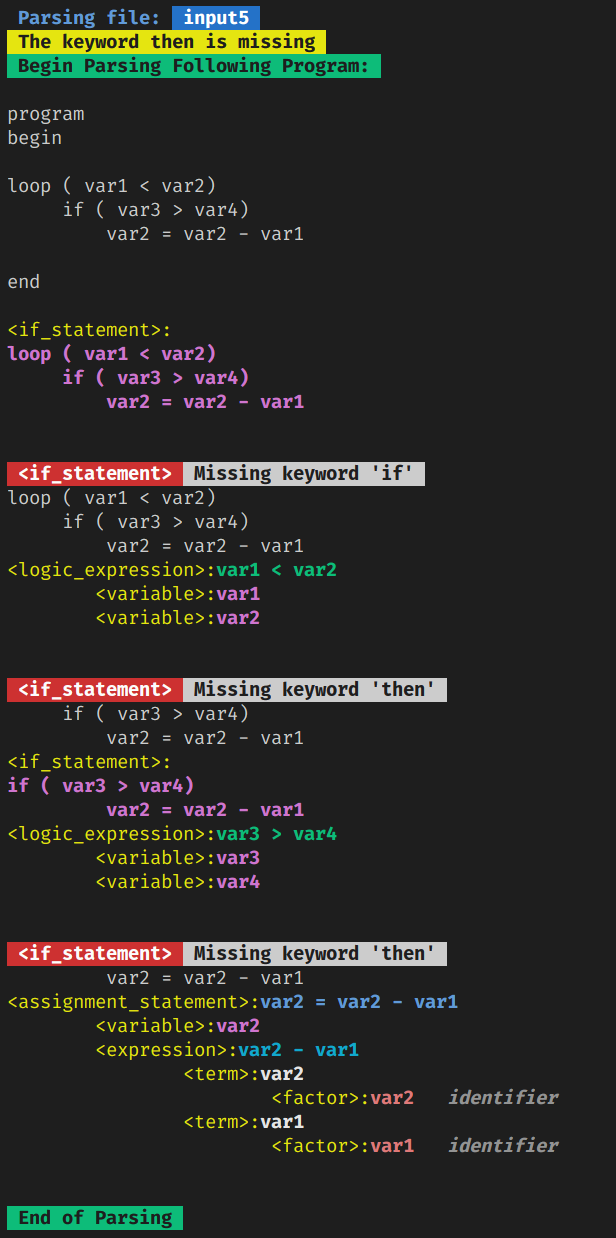 Parsing file: input5
The keyword then is missing
Begin Parsing Following Program:
program
begin
loop ( var1 < var2)
if ( var3 > var4)
var2 = var2 - var1
end
<if_statement>:
loop ( var1 < var2)
if ( var3 > var4)
var2 = var2 - var1
<if_statement> Missing keyword 'if'
loop ( var1 < var2)
if ( var3 > var4)
var2 = var2 - var1
<logic_expression>:var1 < var2
<variable>:var1
<variable>:var2
<if_statement> Missing keyword 'then'
if ( var3 > var4)
var2 = var2 - var1
<if_statement>:
if ( var3 > var4)
var2 = var2 - var1
<logic_expression>:var3 > var4
<variable>:var3
<variable>:var4
<if_statement> Missing keyword 'then'
var2 = var2 - var1
<assignment_statement>:var2 = var2 - var1
<variable>:var2
<expression>:var2 - var1
<term>:var2
<factor>:var2 identifier
<term>:var1
<factor>:var1 identifier
End of Parsing